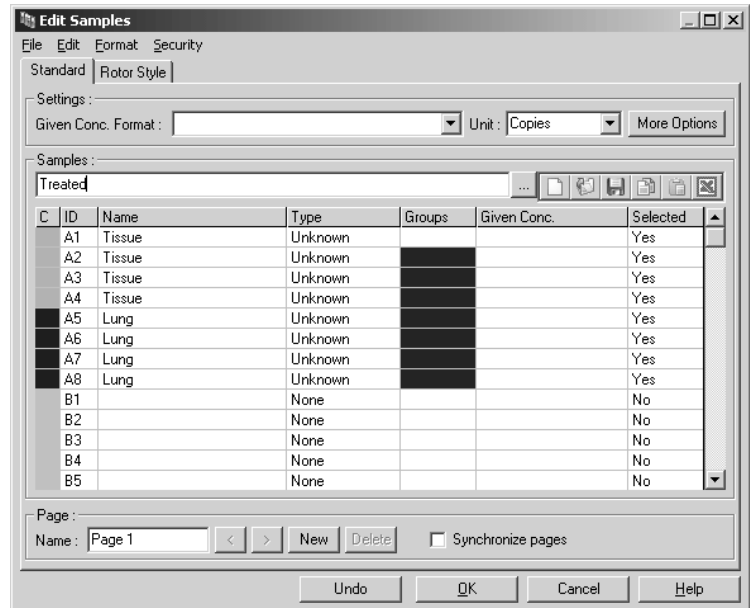 Edit Samples
File Edit Format Security
Standard Rotor Style
Settings :
Given Conc. Format : Unit : Copies More Options
Samples :
Treated ...
C ID Name Type Groups Given Conc. Selected
A1 Tissue Unknown Yes
A2 Tissue Unknown Yes
A3 Tissue Unknown Yes
A4 Tissue Unknown Yes
A5 Lung Unknown Yes
A6 Lung Unknown Yes
A7 Lung Unknown Yes
A8 Lung Unknown Yes
B1 None No
B2 None No
B3 None No
B4 None No
B5 None No
Page :
Name : Page 1 < > New Delete Synchronize pages
Undo OK Cancel Help